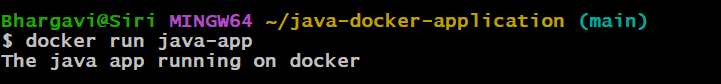 Bhargavi@Siri MINGW64 ~/java-docker-application (main)
$ docker run java-app
The java app running on docker